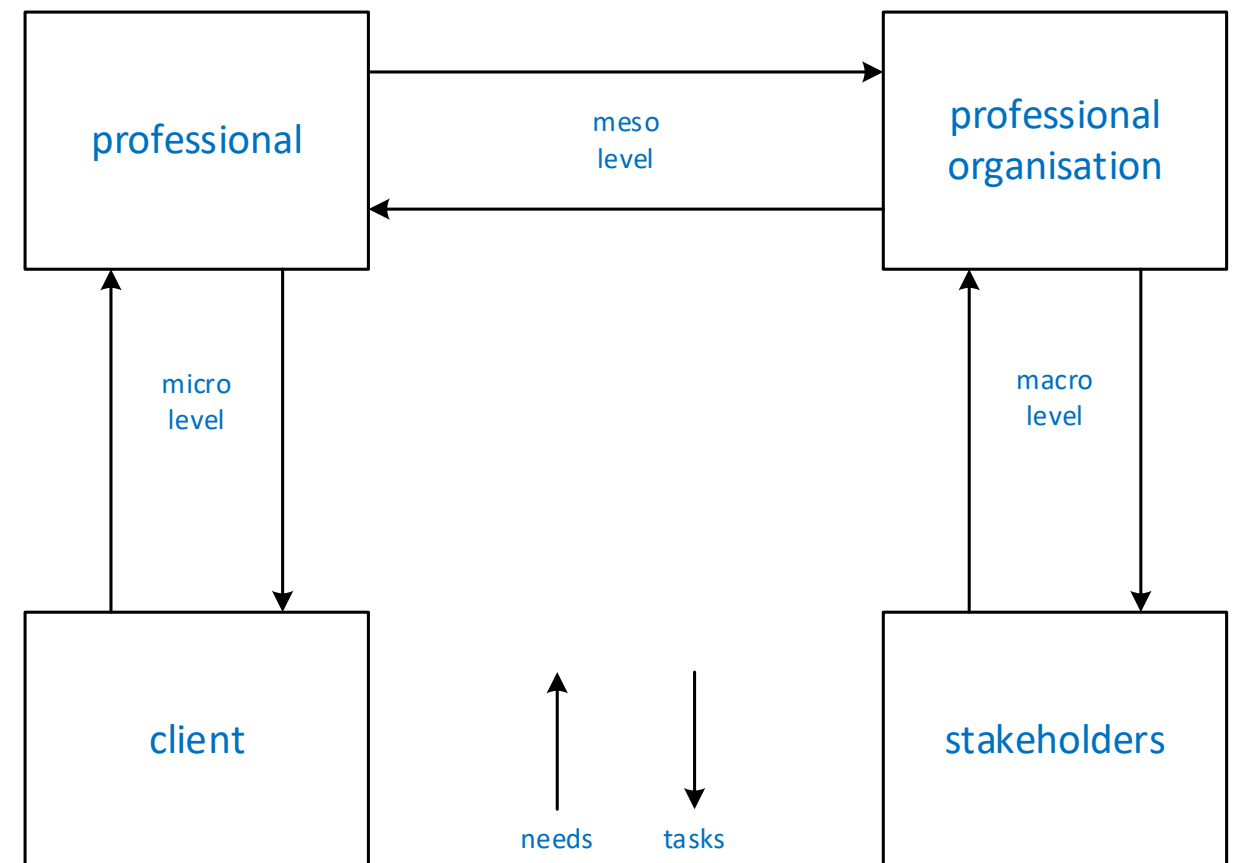 professional
meso
level
professional
organisation
micro
level
macro
level
client
stakeholders
needs
tasks